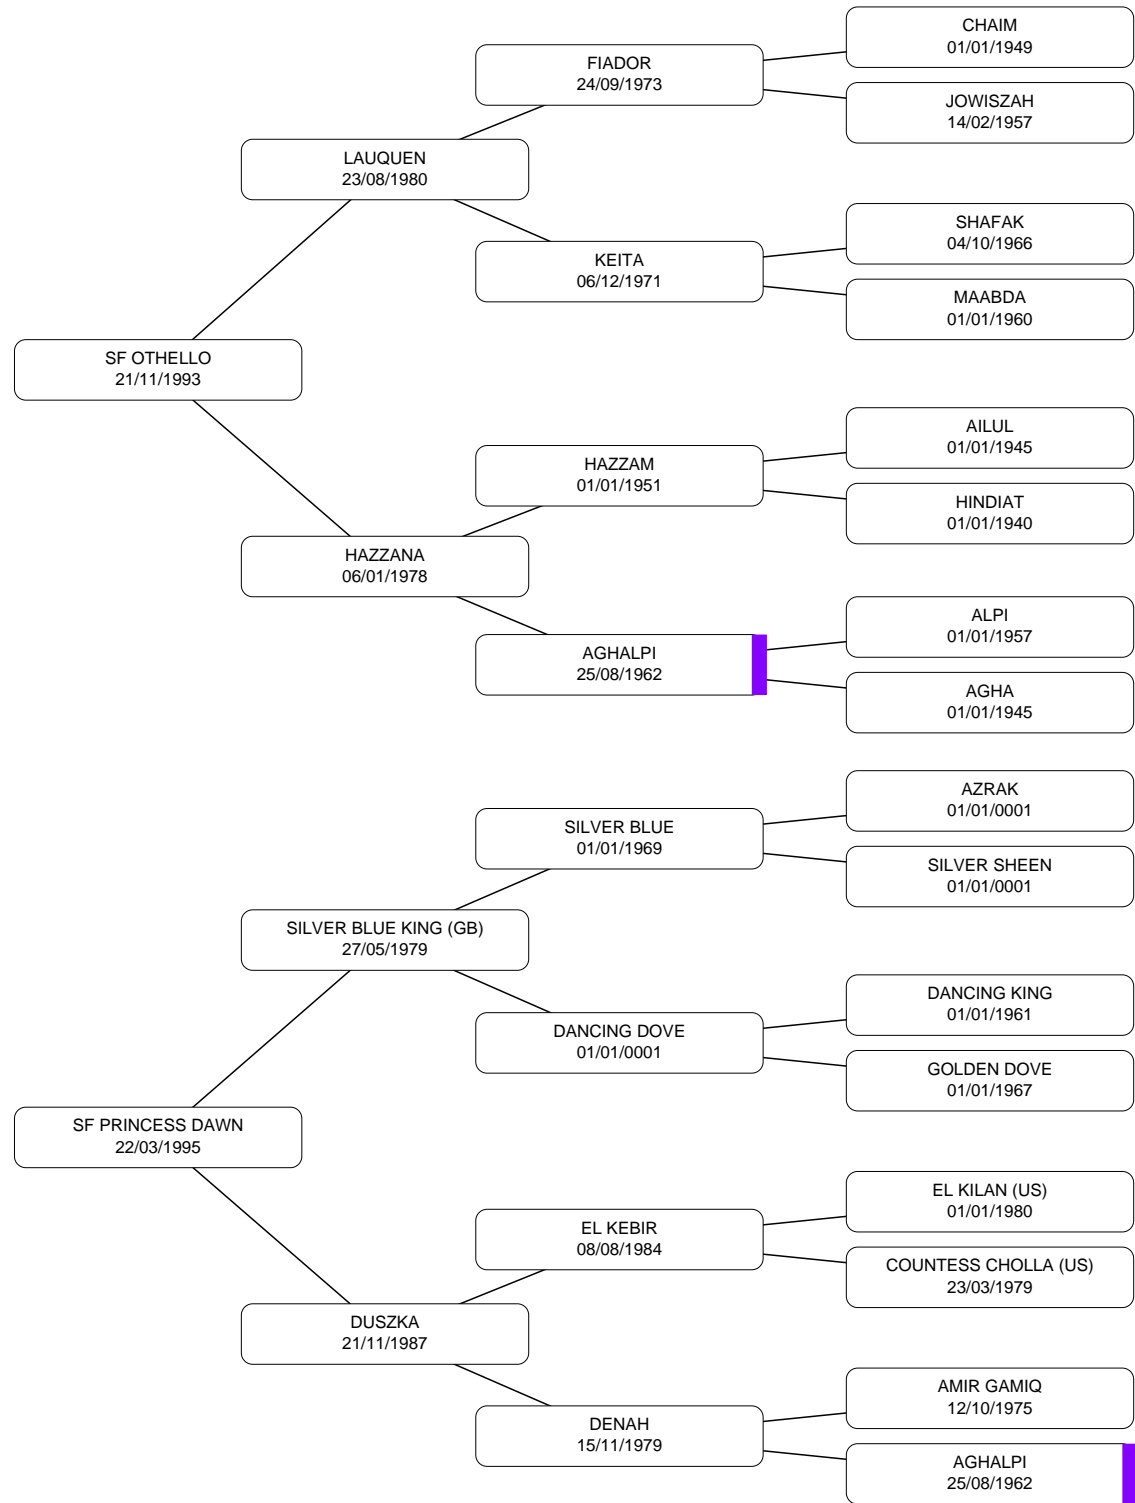 CHAIM
01/01/1949
FIADOR
24/09/1973
JOWISZAH
14/02/1957
LAUQUEN
23/08/1980
SHAFAK
04/10/1966
KEITA
06/12/1971
MAABDA
01/01/1960
SF OTHELLO
21/11/1993
AILUL
01/01/1945
HAZZAM
01/01/1951
HINDIAT
01/01/1940
HAZZANA
06/01/1978
ALPI
01/01/1957
AGHALPI
25/08/1962
AGHA
01/01/1945
AZRAK
01/01/0001
SILVER BLUE
01/01/1969
SILVER SHEEN
01/01/0001
SILVER BLUE KING (GB)
27/05/1979
DANCING KING
01/01/1961
DANCING DOVE
01/01/0001
GOLDEN DOVE
01/01/1967
SF PRINCESS DAWN
22/03/1995
EL KILAN (US)
01/01/1980
EL KEBIR
08/08/1984
COUNTESS CHOLLA (US)
23/03/1979
DUSZKA
21/11/1987
AMIR GAMIQ
12/10/1975
DENAH
15/11/1979
AGHALPI
25/08/1962